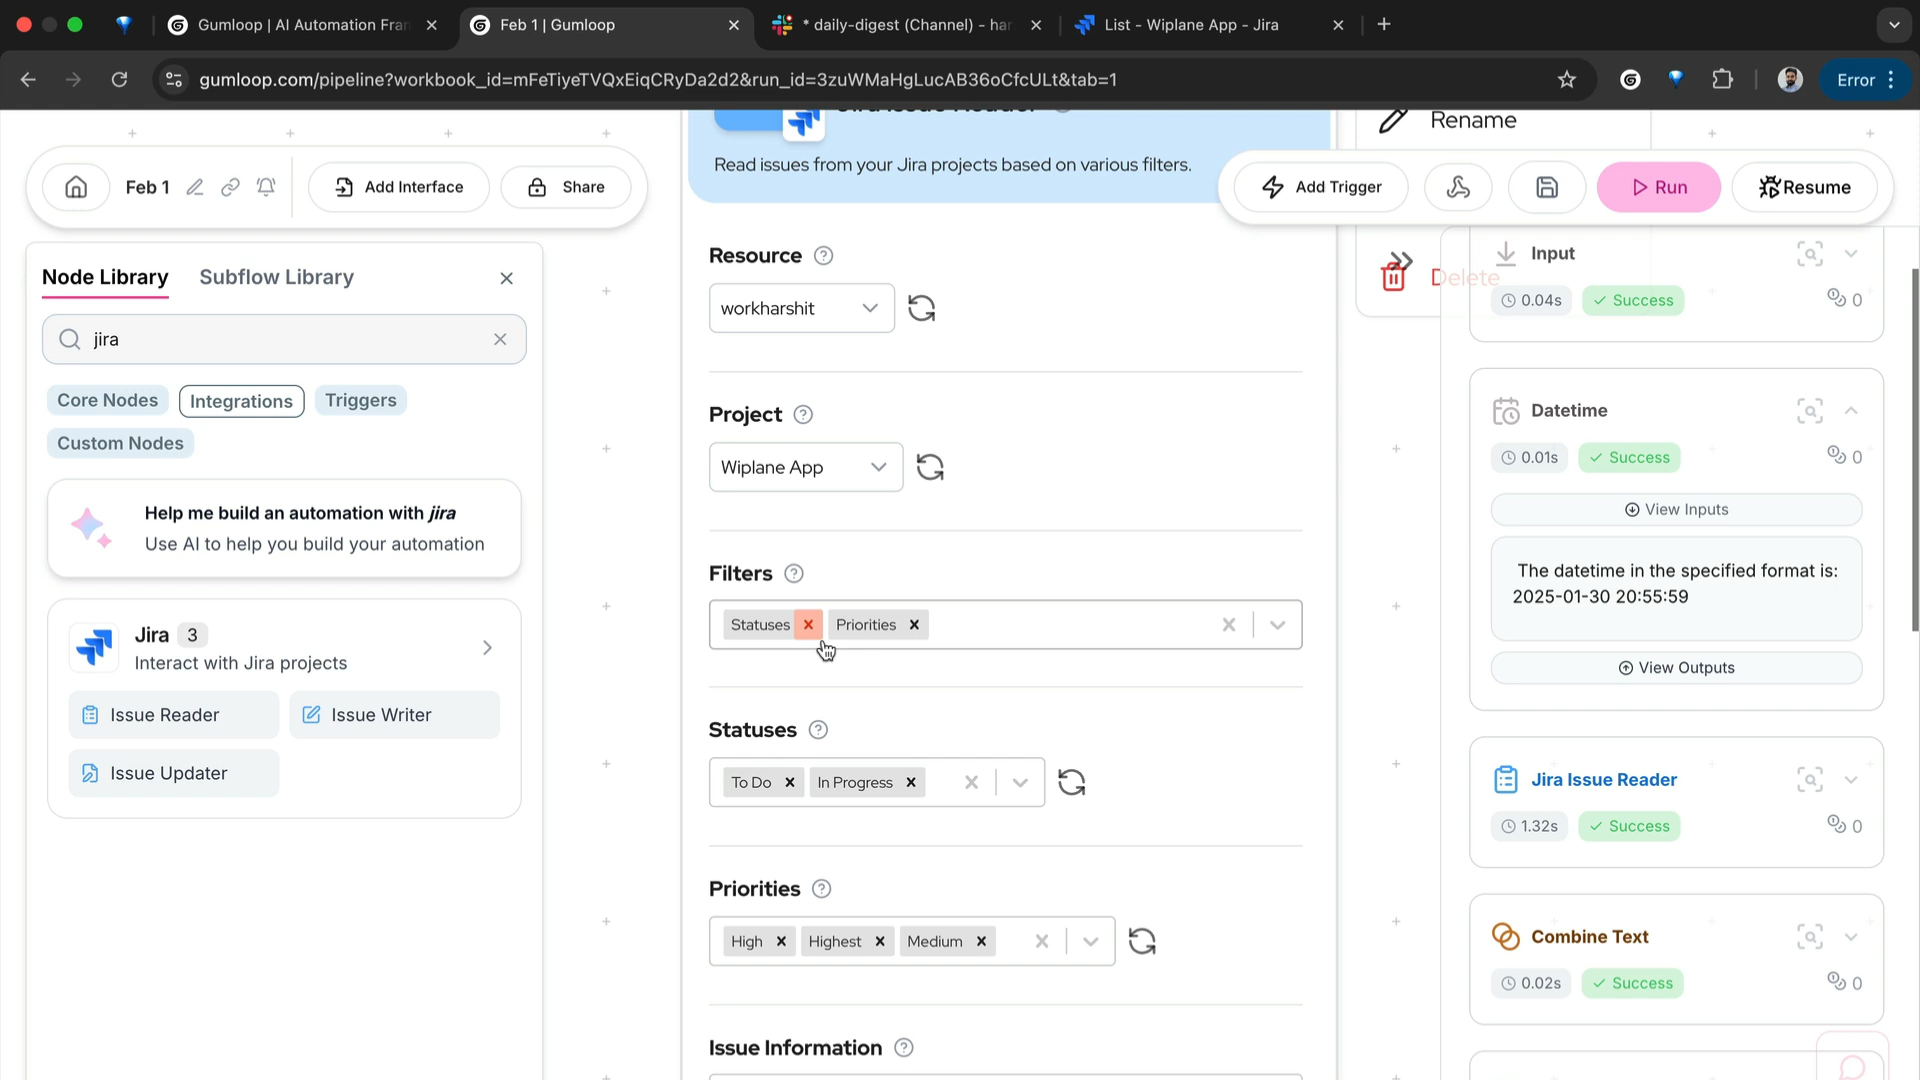 Gumloop | AI Automation Fra
Feb 1 | Gumloop
* daily-digest (Channel) - har
List - Wiplane App - Jira
gumloop.com/pipeline?workbook_id=mFeTiyeTVQxEiqCRyDa2d2&run_id=3zuWMaHgLucAB36oCfcULt&tab=1
Error
Feb 1
Add Interface
Share
Node Library
Subflow Library
jira
Core Nodes
Integrations
Triggers
Custom Nodes
Help me build an automation with jira
Use AI to help you build your automation
Jira 3
Interact with Jira projects
Issue Reader
Issue Writer
Issue Updater
Jira Issue Reader
Read issues from your Jira projects based on various filters.
Resource
workharshit
Project
Wiplane App
Filters
Statuses
Priorities
Statuses
To Do
In Progress
Priorities
High
Highest
Medium
Issue Information
Rename
Delete
Add Trigger
Run
Resume
Input
0.04s
Success
0
Datetime
0.01s
Success
0
View Inputs
The datetime in the specified format is:
2025-01-30 20:55:59
View Outputs
Jira Issue Reader
1.32s
Success
0
Combine Text
0.02s
Success
0